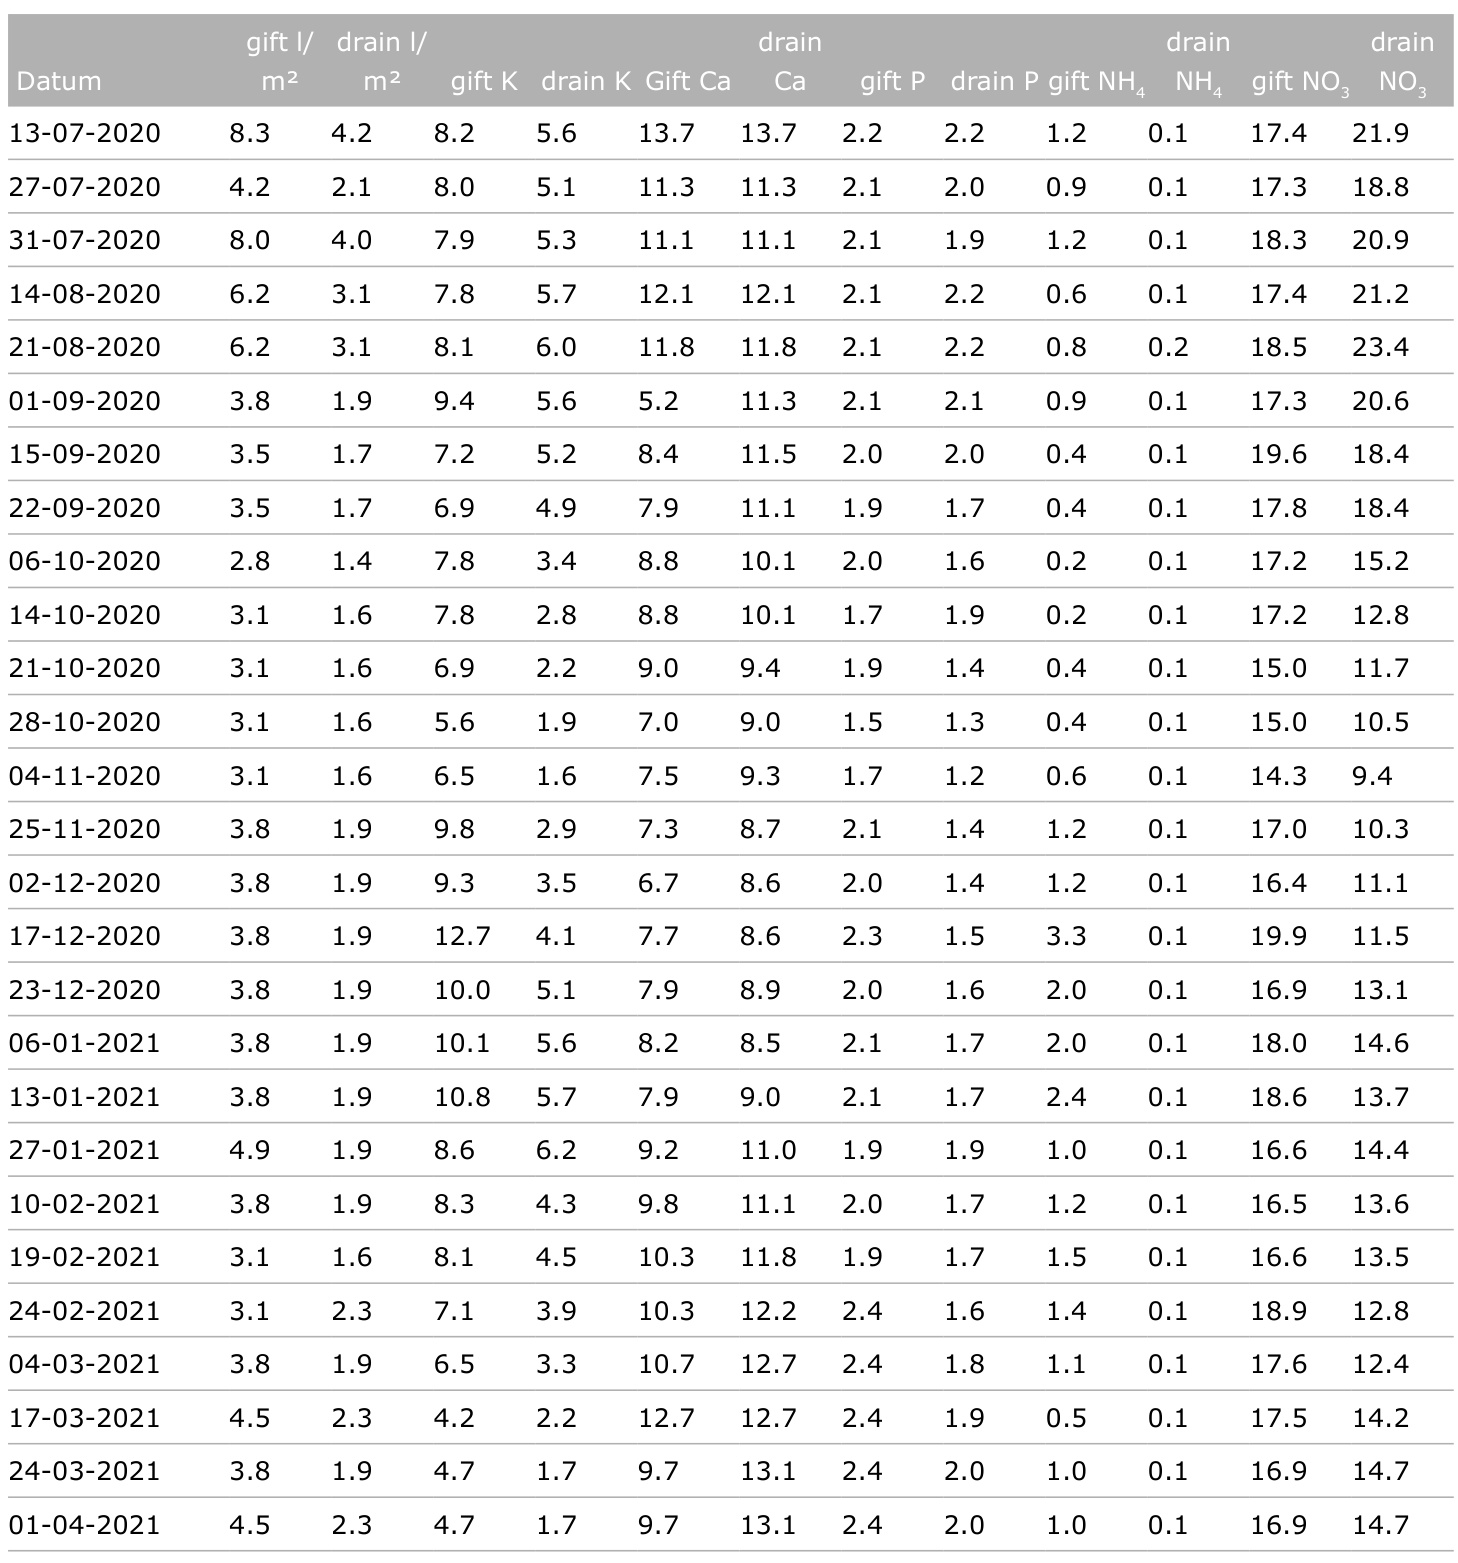 Datum gift l/m² drain l/m² gift K drain K Gift Ca drain Ca gift P drain P gift NH₄ drain NH₄ gift NO₃ drain NO₃
13-07-2020 8.3 4.2 8.2 5.6 13.7 13.7 2.2 2.2 1.2 0.1 17.4 21.9
27-07-2020 4.2 2.1 8.0 5.1 11.3 11.3 2.1 2.0 0.9 0.1 17.3 18.8
31-07-2020 8.0 4.0 7.9 5.3 11.1 11.1 2.1 1.9 1.2 0.1 18.3 20.9
14-08-2020 6.2 3.1 7.8 5.7 12.1 12.1 2.1 2.2 0.6 0.1 17.4 21.2
21-08-2020 6.2 3.1 8.1 6.0 11.8 11.8 2.1 2.2 0.8 0.2 18.5 23.4
01-09-2020 3.8 1.9 9.4 5.6 5.2 11.3 2.1 2.1 0.9 0.1 17.3 20.6
15-09-2020 3.5 1.7 7.2 5.2 8.4 11.5 2.0 2.0 0.4 0.1 19.6 18.4
22-09-2020 3.5 1.7 6.9 4.9 7.9 11.1 1.9 1.7 0.4 0.1 17.8 18.4
06-10-2020 2.8 1.4 7.8 3.4 8.8 10.1 2.0 1.6 0.2 0.1 17.2 15.2
14-10-2020 3.1 1.6 7.8 2.8 8.8 10.1 1.7 1.9 0.2 0.1 17.2 12.8
21-10-2020 3.1 1.6 6.9 2.2 9.0 9.4 1.9 1.4 0.4 0.1 15.0 11.7
28-10-2020 3.1 1.6 5.6 1.9 7.0 9.0 1.5 1.3 0.4 0.1 15.0 10.5
04-11-2020 3.1 1.6 6.5 1.6 7.5 9.3 1.7 1.2 0.6 0.1 14.3 9.4
25-11-2020 3.8 1.9 9.8 2.9 7.3 8.7 2.1 1.4 1.2 0.1 17.0 10.3
02-12-2020 3.8 1.9 9.3 3.5 6.7 8.6 2.0 1.4 1.2 0.1 16.4 11.1
17-12-2020 3.8 1.9 12.7 4.1 7.7 8.6 2.3 1.5 3.3 0.1 19.9 11.5
23-12-2020 3.8 1.9 10.0 5.1 7.9 8.9 2.0 1.6 2.0 0.1 16.9 13.1
06-01-2021 3.8 1.9 10.1 5.6 8.2 8.5 2.1 1.7 2.0 0.1 18.0 14.6
13-01-2021 3.8 1.9 10.8 5.7 7.9 9.0 2.1 1.7 2.4 0.1 18.6 13.7
27-01-2021 4.9 1.9 8.6 6.2 9.2 11.0 1.9 1.9 1.0 0.1 16.6 14.4
10-02-2021 3.8 1.9 8.3 4.3 9.8 11.1 2.0 1.7 1.2 0.1 16.5 13.6
19-02-2021 3.1 1.6 8.1 4.5 10.3 11.8 1.9 1.7 1.5 0.1 16.6 13.5
24-02-2021 3.1 2.3 7.1 3.9 10.3 12.2 2.4 1.6 1.4 0.1 18.9 12.8
04-03-2021 3.8 1.9 6.5 3.3 10.7 12.7 2.4 1.8 1.1 0.1 17.6 12.4
17-03-2021 4.5 2.3 4.2 2.2 12.7 12.7 2.4 1.9 0.5 0.1 17.5 14.2
24-03-2021 3.8 1.9 4.7 1.7 9.7 13.1 2.4 2.0 1.0 0.1 16.9 14.7
01-04-2021 4.5 2.3 4.7 1.7 9.7 13.1 2.4 2.0 1.0 0.1 16.9 14.7